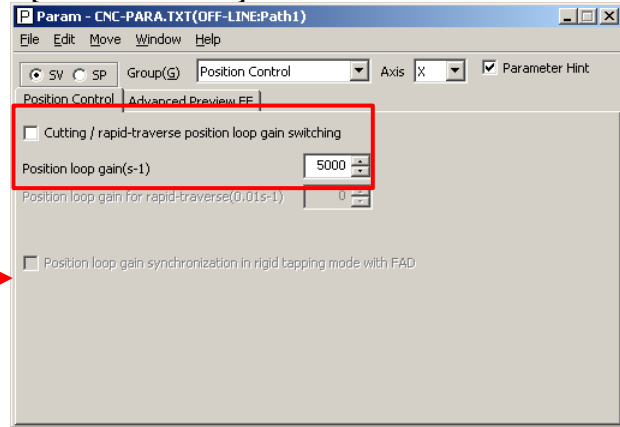 Param - CNC-PARA.TXT(OFF-LINE:Path1)
File Edit Move Window Help
SV SP Group(G) Position Control Axis X Parameter Hint
Position Control Advanced Preview FF
Cutting / rapid-traverse position loop gain switching
Position loop gain(s-1) 5000
Position loop gain for rapid-traverse(0.01s-1) 0
Position loop gain synchronization in rigid tapping mode with FAD